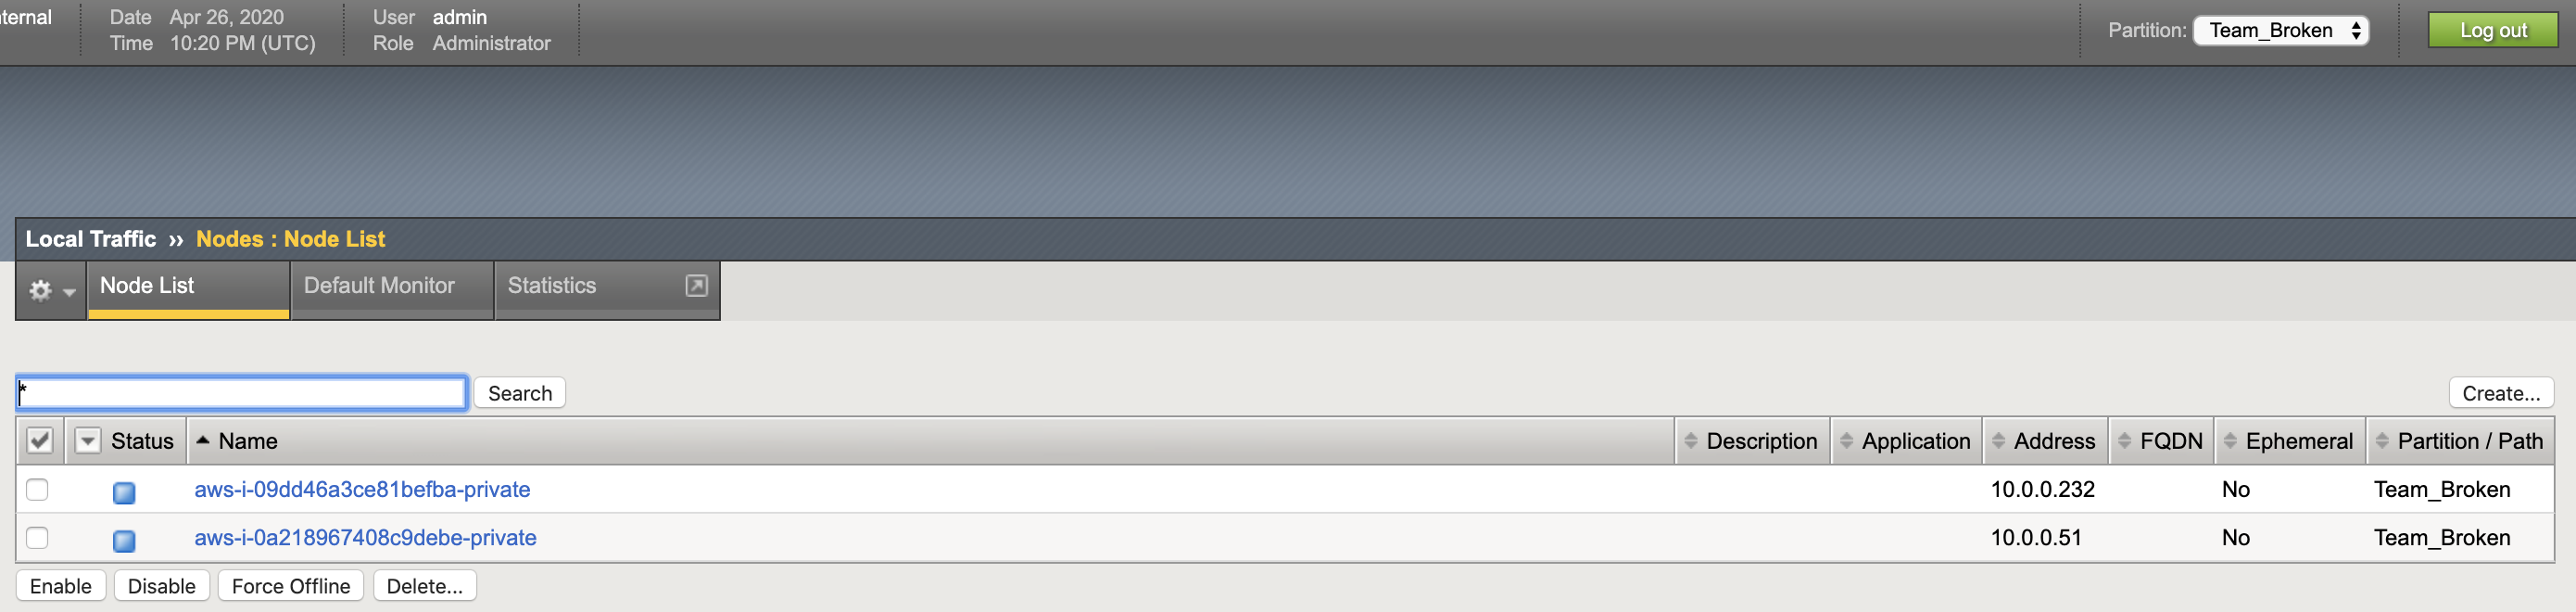 Date Apr 26, 2020 User admin
Time 10:20 PM (UTC) Role Administrator
Partition: Team_Broken Log out
Local Traffic ›› Nodes : Node List
Node List Default Monitor Statistics
* Search Create...
Status Name Description Application Address FQDN Ephemeral Partition / Path
aws-i-09dd46a3ce81befba-private 10.0.0.232 No Team_Broken
aws-i-0a218967408c9debe-private 10.0.0.51 No Team_Broken
Enable Disable Force Offline Delete...